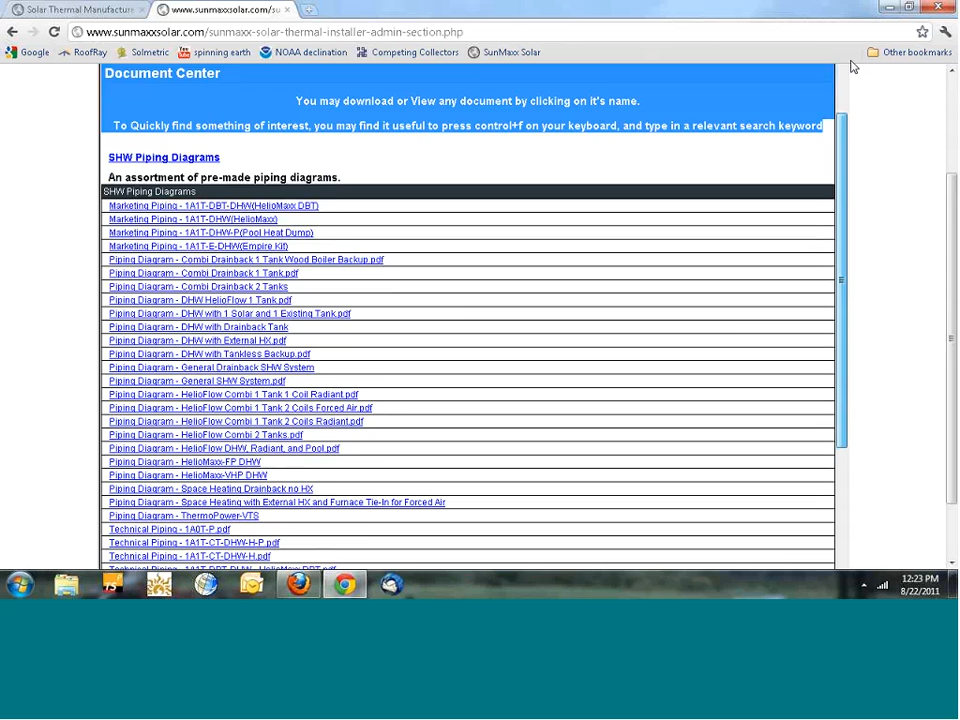 Solar Thermal Manufacture
www.sunmaxxsolar.com/su
www.sunmaxxsolar.com/sunmaxx-solar-thermal-installer-admin-section.php
Google RoofRay Solmetric spinning earth NOAA declination Competing Collectors SunMaxx Solar Other bookmarks
Document Center
You may download or View any document by clicking on it's name.
To Quickly find something of interest, you may find it useful to press control+f on your keyboard, and type in a relevant search keyword
SHW Piping Diagrams
An assortment of pre-made piping diagrams.
SHW Piping Diagrams
Marketing Piping - 1A1T-DBT-DHW(HelioMaxx DBT)
Marketing Piping - 1A1T-DHW(HelioMaxx)
Marketing Piping - 1A1T-DHW-P(Pool Heat Dump)
Marketing Piping - 1A1T-E-DHW(Empire Kit)
Piping Diagram - Combi Drainback 1 Tank Wood Boiler Backup.pdf
Piping Diagram - Combi Drainback 1 Tank.pdf
Piping Diagram - Combi Drainback 2 Tanks
Piping Diagram - DHW HelioFlow 1 Tank.pdf
Piping Diagram - DHW with 1 Solar and 1 Existing Tank.pdf
Piping Diagram - DHW with Drainback Tank
Piping Diagram - DHW with External HX.pdf
Piping Diagram - DHW with Tankless Backup.pdf
Piping Diagram - General Drainback SHW System
Piping Diagram - General SHW System.pdf
Piping Diagram - HelioFlow Combi 1 Tank 1 Coil Radiant.pdf
Piping Diagram - HelioFlow Combi 1 Tank 2 Coils Forced Air.pdf
Piping Diagram - HelioFlow Combi 1 Tank 2 Coils Radiant.pdf
Piping Diagram - HelioFlow Combi 2 Tanks.pdf
Piping Diagram - HelioFlow DHW, Radiant, and Pool.pdf
Piping Diagram - HelioMaxx-FP DHW
Piping Diagram - HelioMaxx-VHP DHW
Piping Diagram - Space Heating Drainback no HX
Piping Diagram - Space Heating with External HX and Furnace Tie-In for Forced Air
Piping Diagram - ThermoPower-VTS
Technical Piping - 1A0T-P.pdf
Technical Piping - 1A1T-CT-DHW-H-P.pdf
Technical Piping - 1A1T-CT-DHW-H.pdf
Technical Piping - 1A1T-DBT-DHW - HelioMaxx DBT.pdf
12:23 PM
8/22/2011